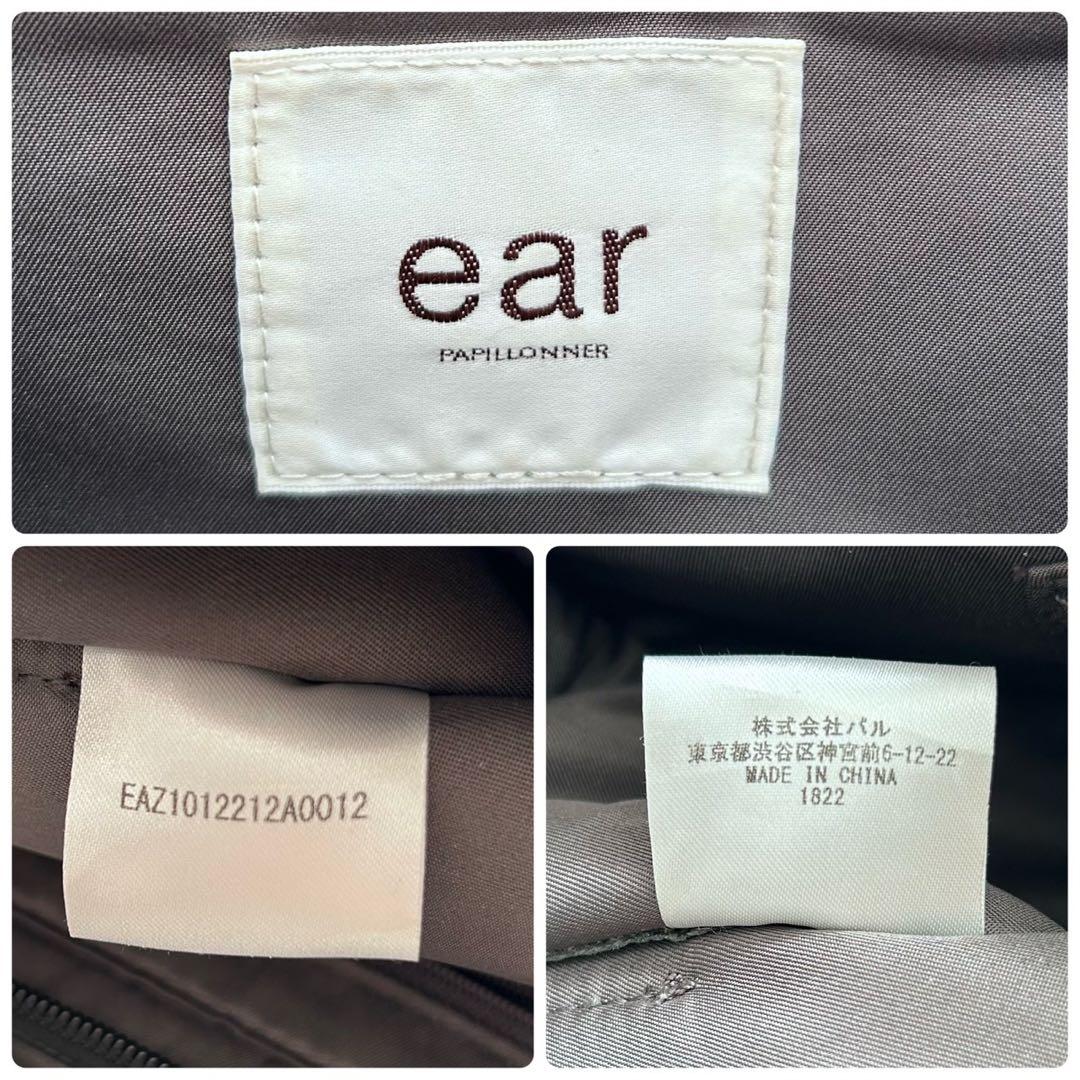 ear
PAPILLONNER
EAZ1012212A0012
株式会社パル
東京都渋谷区神宮前6-12-22
MADE IN CHINA
1822